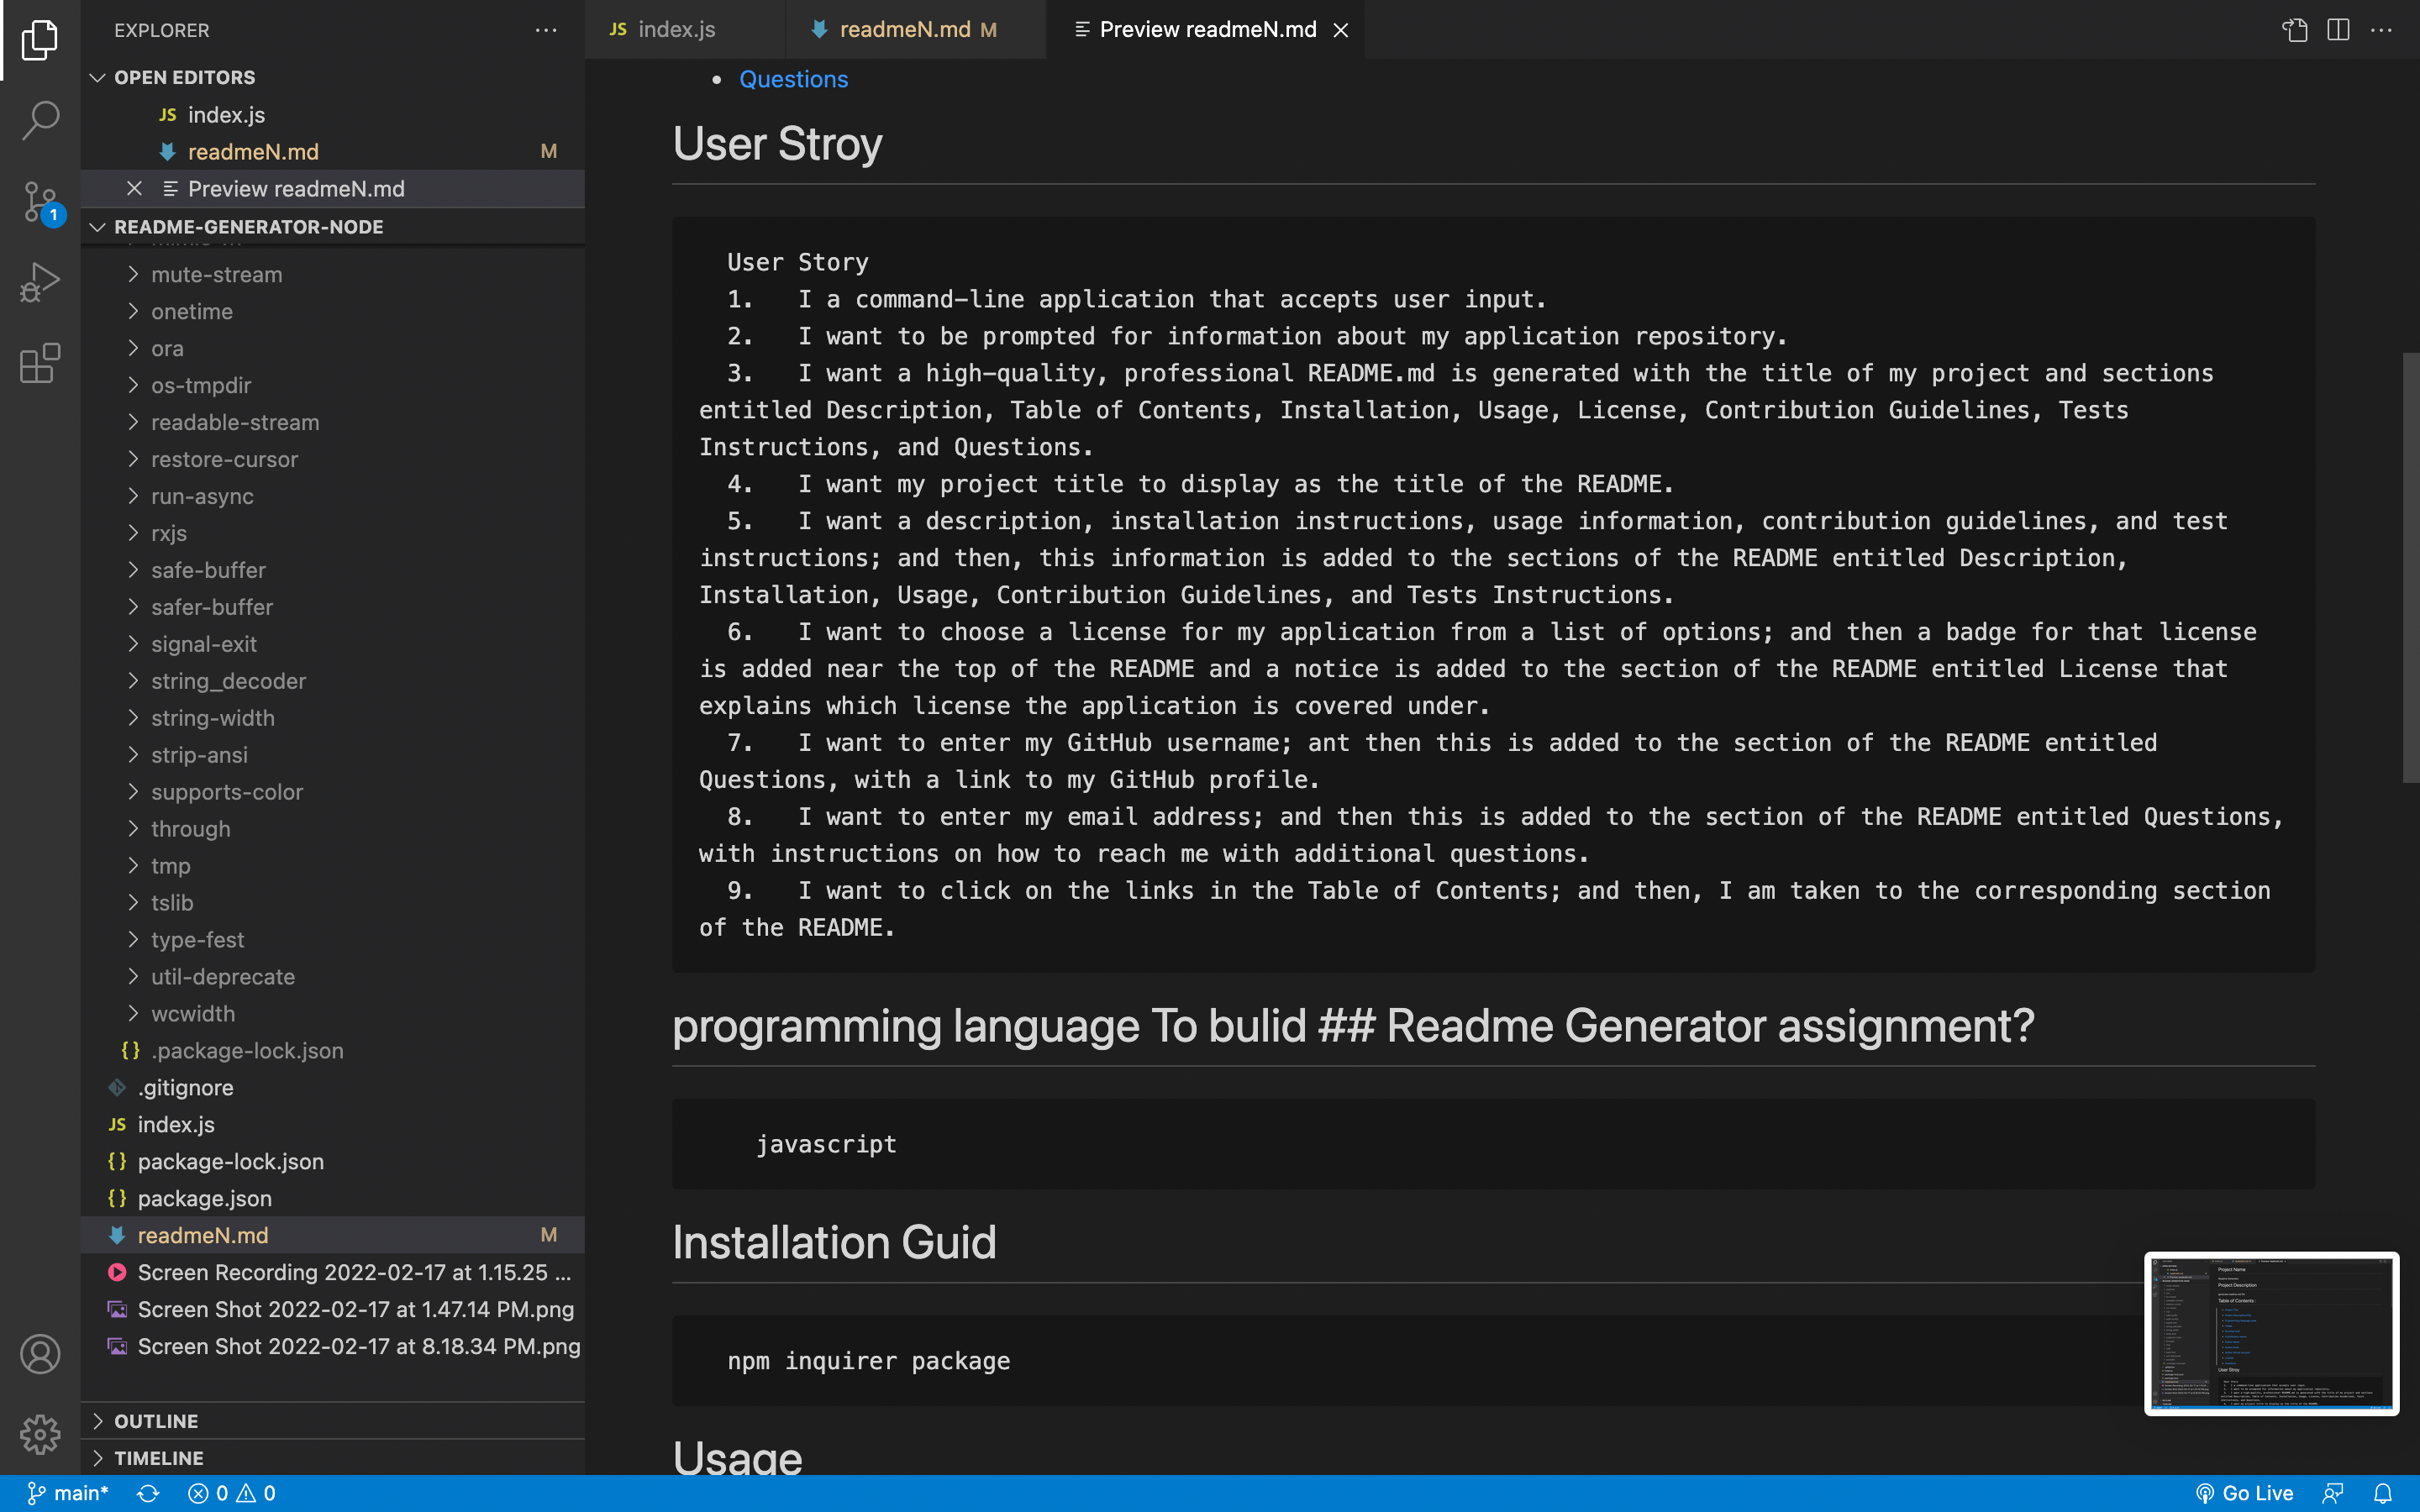 EXPLORER
OPEN EDITORS
JS index.js
readmeN.md M
Preview readmeN.md
README-GENERATOR-NODE
mute-stream
onetime
ora
os-tmpdir
readable-stream
restore-cursor
run-async
rxjs
safe-buffer
safer-buffer
signal-exit
string_decoder
string-width
strip-ansi
supports-color
through
tmp
tslib
type-fest
util-deprecate
wcwidth
{} .package-lock.json
.gitignore
JS index.js
{} package-lock.json
{} package.json
readmeN.md M
Screen Recording 2022-02-17 at 1.15.25 ...
Screen Shot 2022-02-17 at 1.47.14 PM.png
Screen Shot 2022-02-17 at 8.18.34 PM.png
OUTLINE
TIMELINE
1
JS index.js
readmeN.md M
Preview readmeN.md
Questions
User Stroy
User Story
1. I a command-line application that accepts user input.
2. I want to be prompted for information about my application repository.
3. I want a high-quality, professional README.md is generated with the title of my project and sections
entitled Description, Table of Contents, Installation, Usage, License, Contribution Guidelines, Tests
Instructions, and Questions.
4. I want my project title to display as the title of the README.
5. I want a description, installation instructions, usage information, contribution guidelines, and test
instructions; and then, this information is added to the sections of the README entitled Description,
Installation, Usage, Contribution Guidelines, and Tests Instructions.
6. I want to choose a license for my application from a list of options; and then a badge for that license
is added near the top of the README and a notice is added to the section of the README entitled License that
explains which license the application is covered under.
7. I want to enter my GitHub username; ant then this is added to the section of the README entitled
Questions, with a link to my GitHub profile.
8. I want to enter my email address; and then this is added to the section of the README entitled Questions,
with instructions on how to reach me with additional questions.
9. I want to click on the links in the Table of Contents; and then, I am taken to the corresponding section
of the README.
programming language To bulid ## Readme Generator assignment?
javascript
Installation Guid
npm inquirer package
Usage
Project Name
Project Description
Table of Contents :
User Stroy
main* 0 0
Go Live